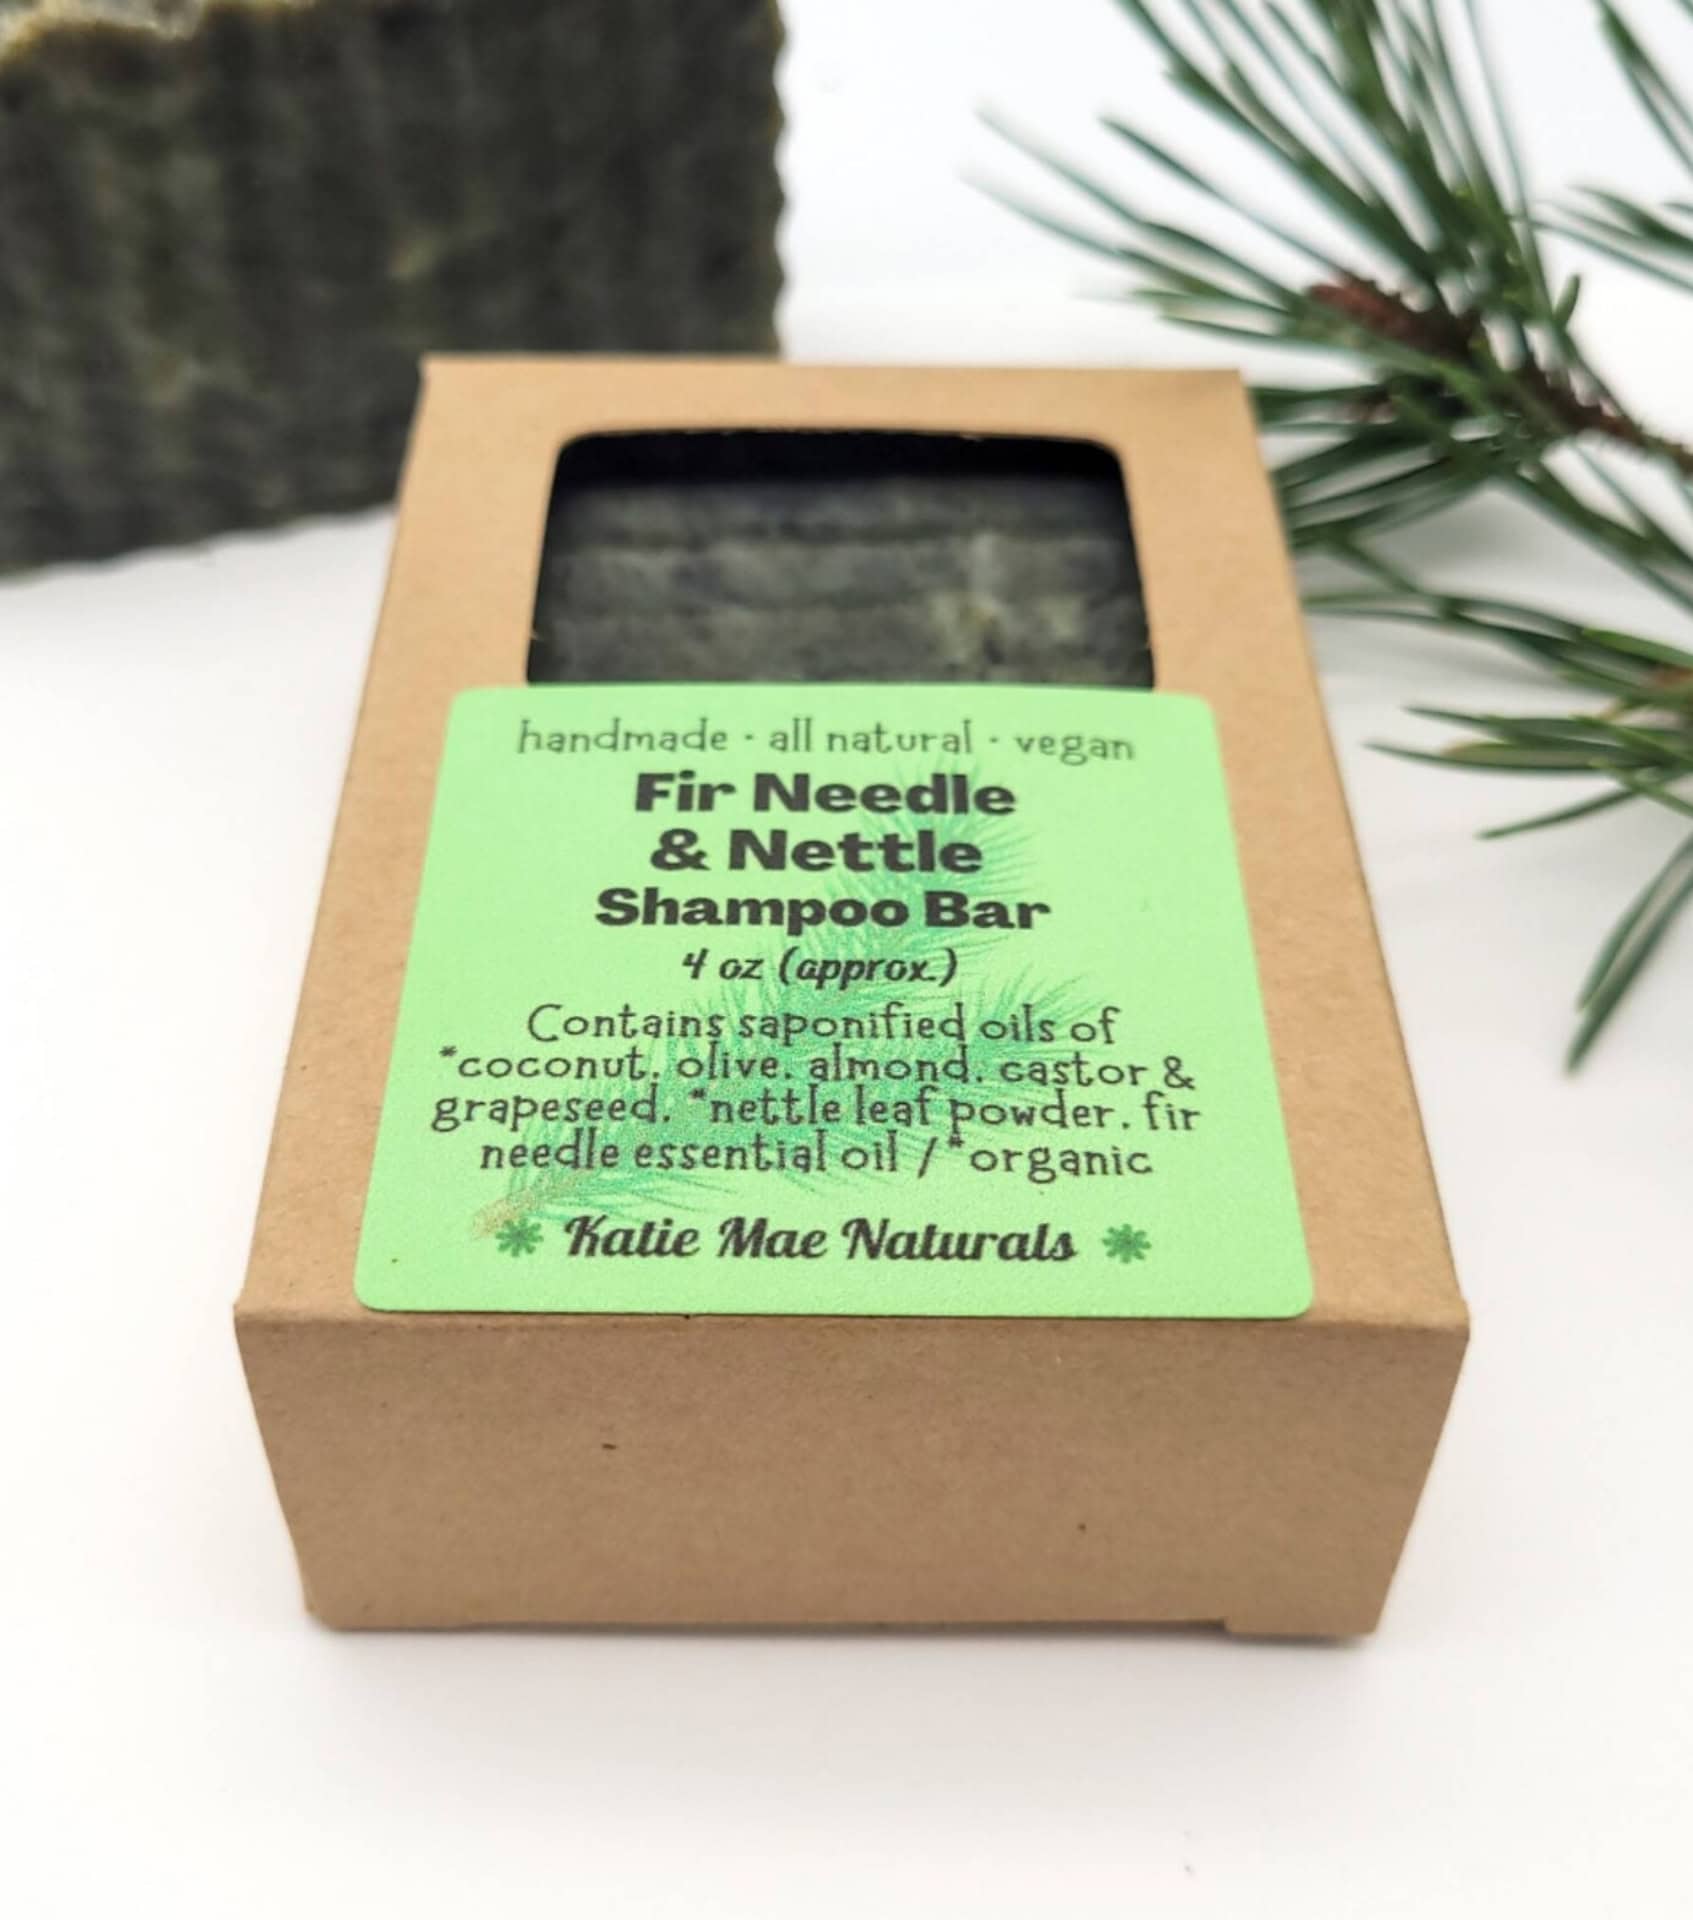 handmade · all natural · vegan
Fir Needle
& Nettle
Shampoo Bar
4 oz (approx.)
Contains saponified oils of
*coconut, olive, almond, castor &
grapeseed, *nettle leaf powder, fir
needle essential oil / *organic
Katie Mae Naturals